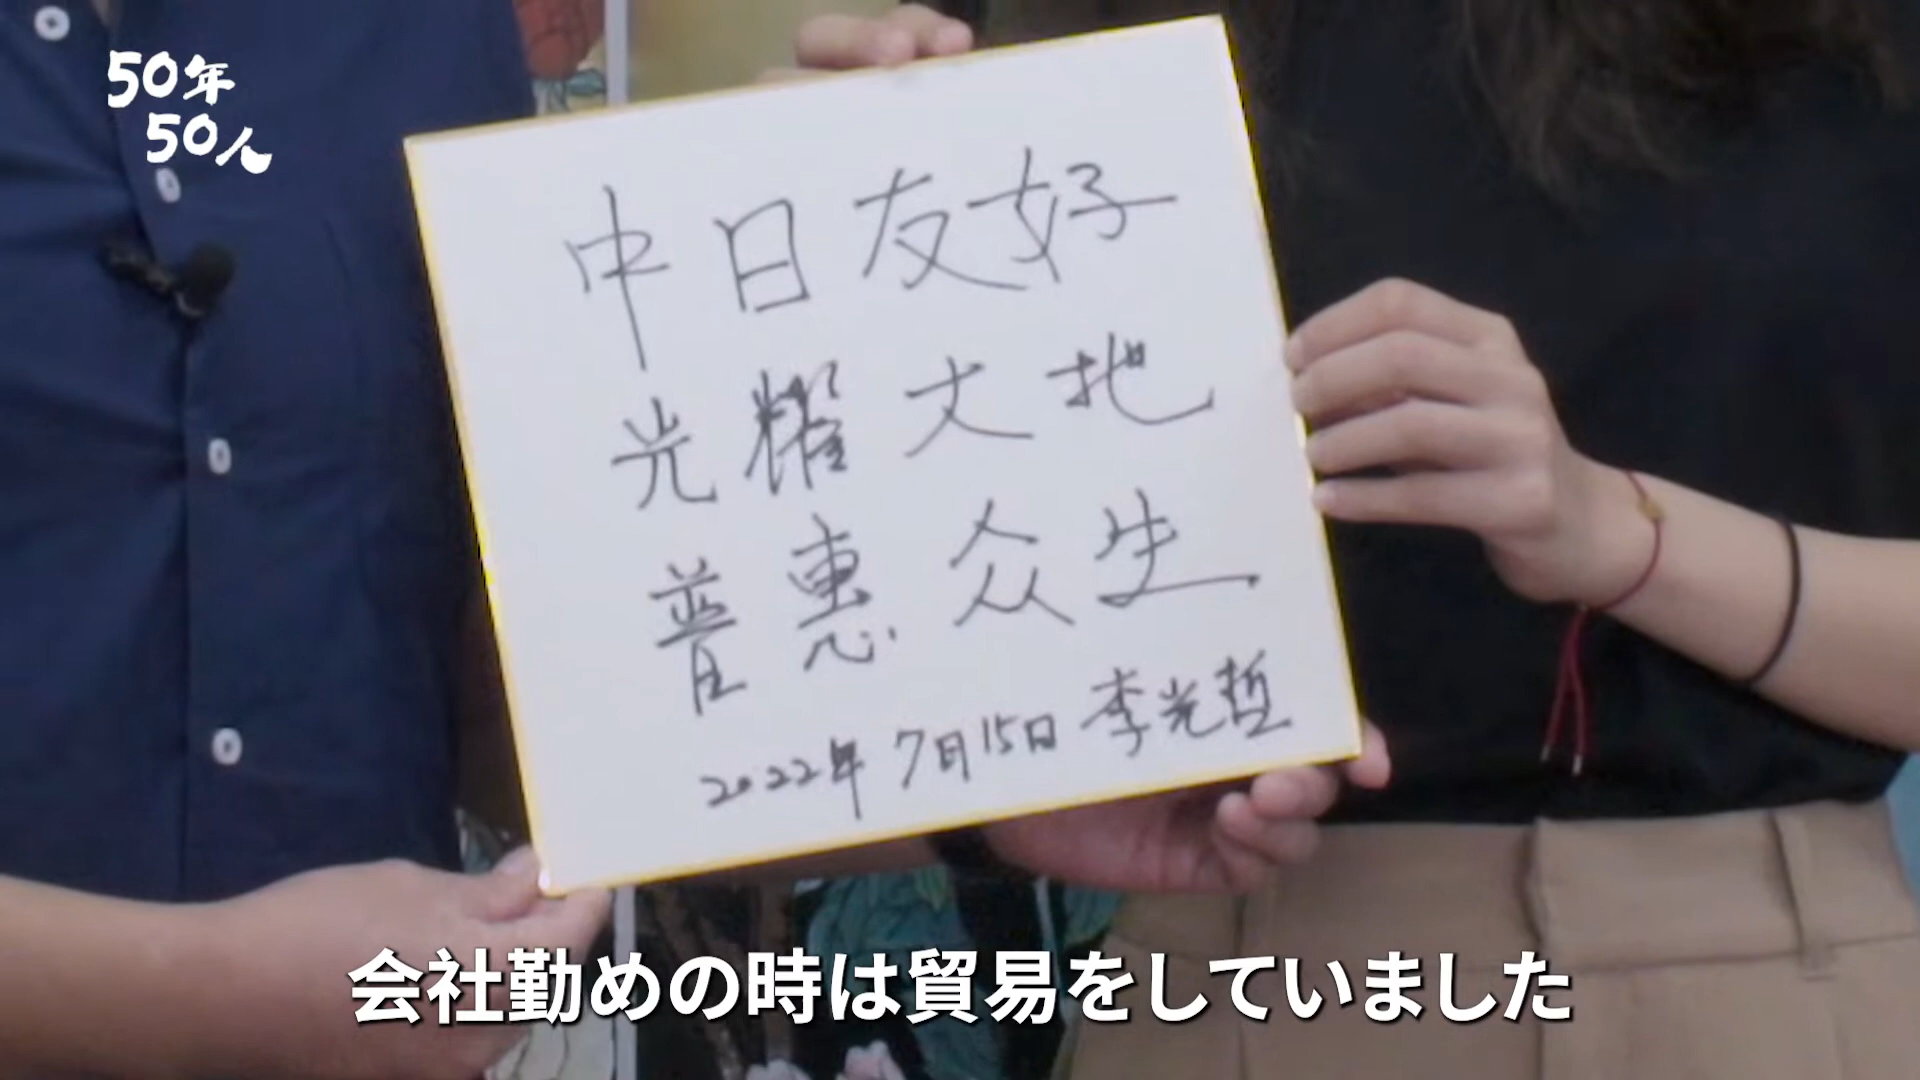 50年
50人
中日友好
光耀大地
普惠众生
2022年7月15日 李光哲
会社勤めの時は貿易をしていました